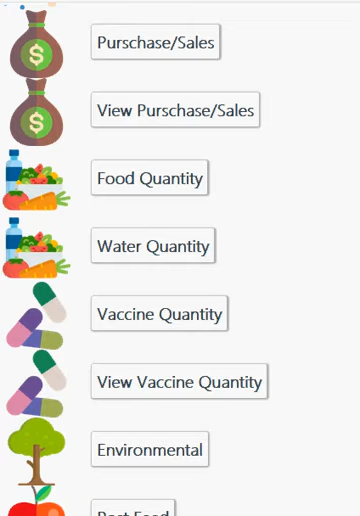 Purschase/Sales
View Purschase/Sales
Food Quantity
Water Quantity
Vaccine Quantity
View Vaccine Quantity
Environmental